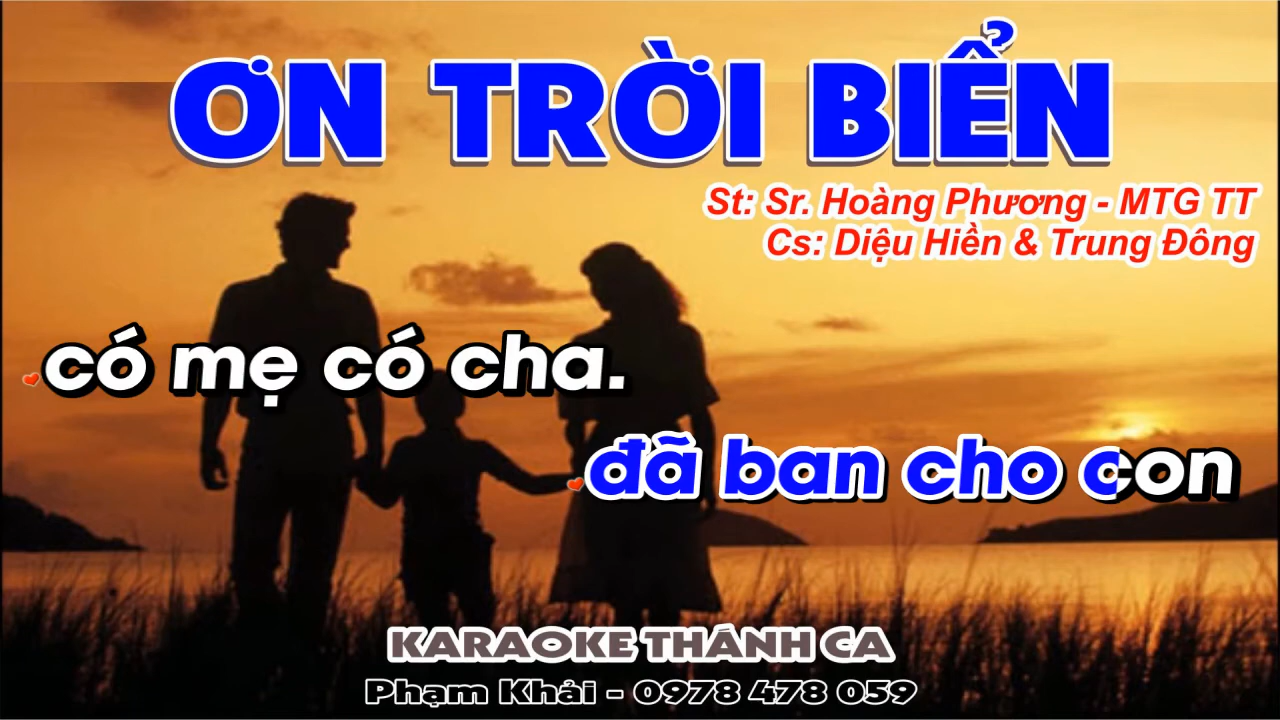 ƠN TRỜI BIỂN
St: Sr. Hoàng Phương - MTG TT
Cs: Diệu Hiền & Trung Đông
có mẹ có cha.
đã ban cho con
KARAOKE THÁNH CA
Phạm Khải - 0978 478 059